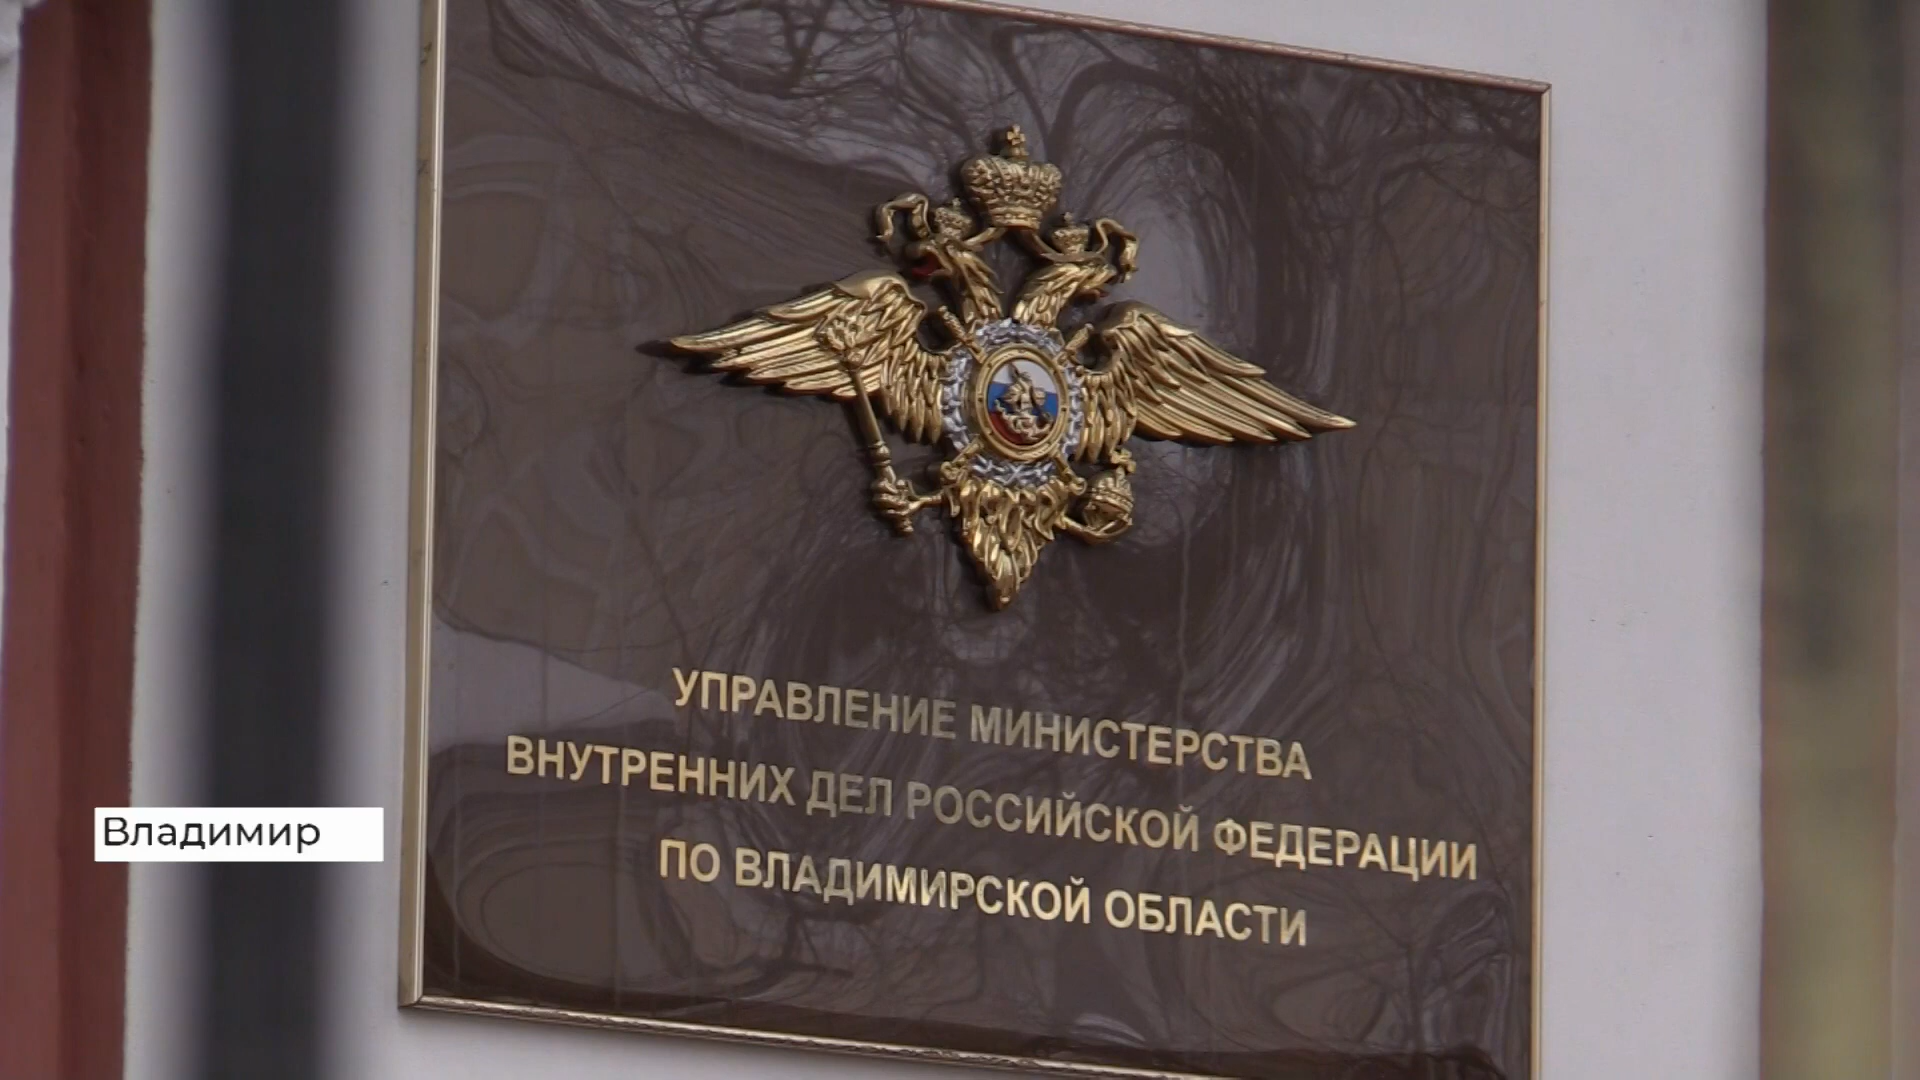 УПРАВЛЕНИЕ МИНИСТЕРСТВА
ВНУТРЕННИХ ДЕЛ РОССИЙСКОЙ ФЕДЕРАЦИИ
ПО ВЛАДИМИРСКОЙ ОБЛАСТИ
Владимир